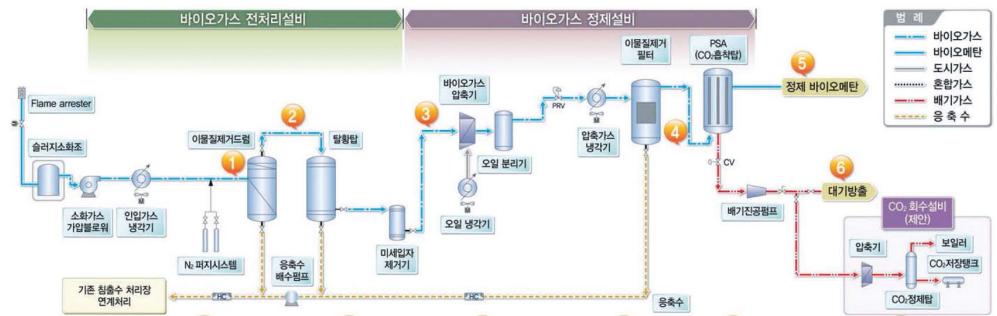 바이오가스 전처리설비
바이오가스 정제설비
범 례
바이오가스
바이오메탄
도시가스
혼합가스
배기가스
응 축 수
Flame arrester
슬러지소화조
소화가스
가압블로워
인입가스
냉각기
N₂ 퍼지시스템
이물질제거드럼
1
2
탈황탑
응축수
배수펌프
기존 침출수 처리장
연계처리
HC
미세입자
제거기
3
바이오가스
압축기
오일 분리기
오일 냉각기
PRV
압축가스
냉각기
이물질제거
필터
4
PSA
(CO₂흡착탑)
5
정제 바이오메탄
CV
배기진공펌프
6
대기방출
HC
응축수
HC
CO₂ 회수설비
(제안)
압축기
보일러
CO₂저장탱크
CO₂정제탑
M
M
M
M